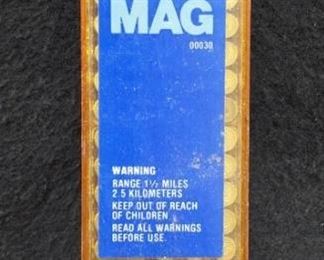 MAG
00030
WARNING
RANGE 1½ MILES
2.5 KILOMETERS
KEEP OUT OF REACH
OF CHILDREN
READ ALL WARNINGS
BEFORE USE.